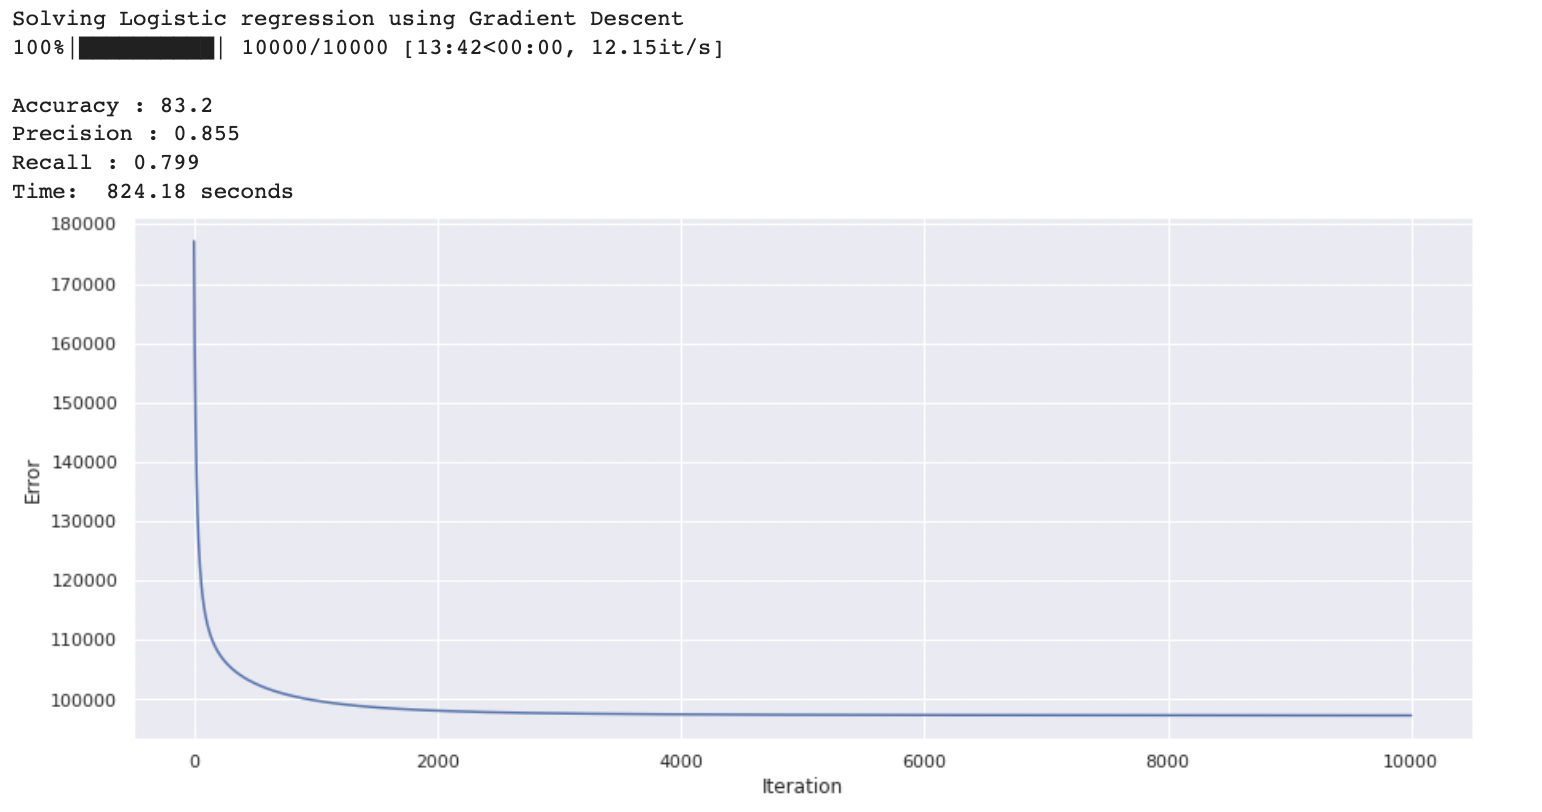 Solving Logistic regression using Gradient Descent
100%|██████████| 10000/10000 [13:42<00:00, 12.15it/s]
Accuracy : 83.2
Precision : 0.855
Recall : 0.799
Time:  824.18 seconds
180000
170000
160000
150000
140000
130000
120000
110000
100000
Error
0 2000 4000 6000 8000 10000
Iteration